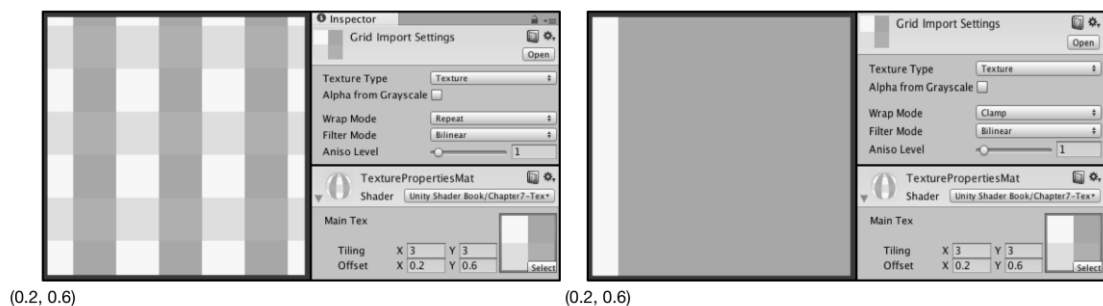 Inspector
Grid Import Settings
Open
Texture Type Texture
Alpha from Grayscale
Wrap Mode Repeat
Filter Mode Bilinear
Aniso Level 1
TexturePropertiesMat
Shader Unity Shader Book/Chapter7-Tex
Main Tex
Tiling X 3 Y 3
Offset X 0.2 Y 0.6
Select
(0.2, 0.6)
Grid Import Settings
Open
Texture Type Texture
Alpha from Grayscale
Wrap Mode Clamp
Filter Mode Bilinear
Aniso Level 1
TexturePropertiesMat
Shader Unity Shader Book/Chapter7-Tex
Main Tex
Tiling X 3 Y 3
Offset X 0.2 Y 0.6
Select
(0.2, 0.6)